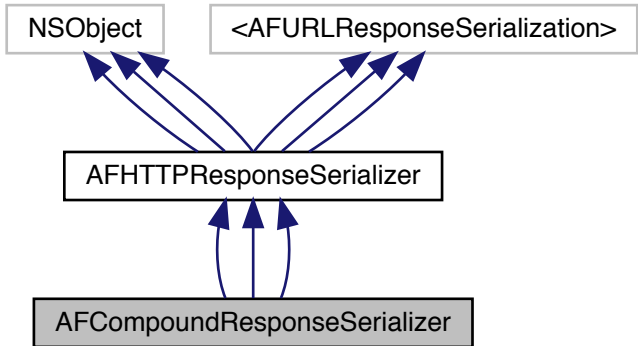 NSObject
<AFURLResponseSerialization>
AFHTTPResponseSerializer
AFCompoundResponseSerializer